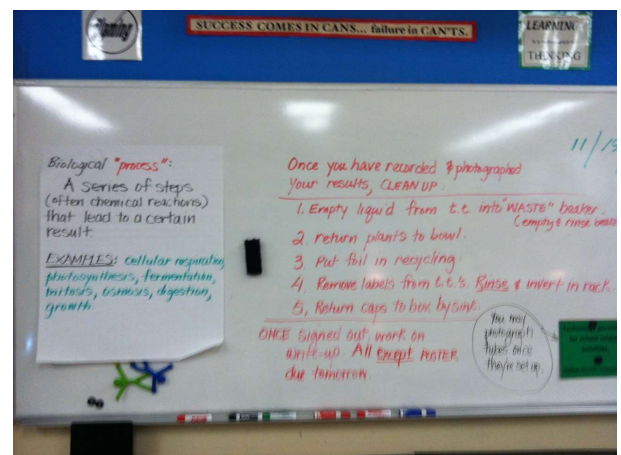 Planning
SUCCESS COMES IN CANS... failure in CAN'TS.
LEARNING
THINKING
11/15
Biological "process":
A series of steps
(often chemical reactions)
that lead to a certain
result.
EXAMPLES: cellular respiration,
photosynthesis, fermentation,
mitosis, osmosis, digestion,
growth
Once you have recorded & photographed
your results, CLEAN UP:
1. Empty liquid from t.t. into "WASTE" beaker.
(empty & rinse beaker
2. return plants to bowl.
3. Put foil in recycling
4. Remove labels from t.t.'s. Rinse & invert in rack.
5. Return caps to box by sink.
ONCE signed out work on
write-up. All Except POSTER
due tomorrow.
You may
photograph
tubes once
they're set up.